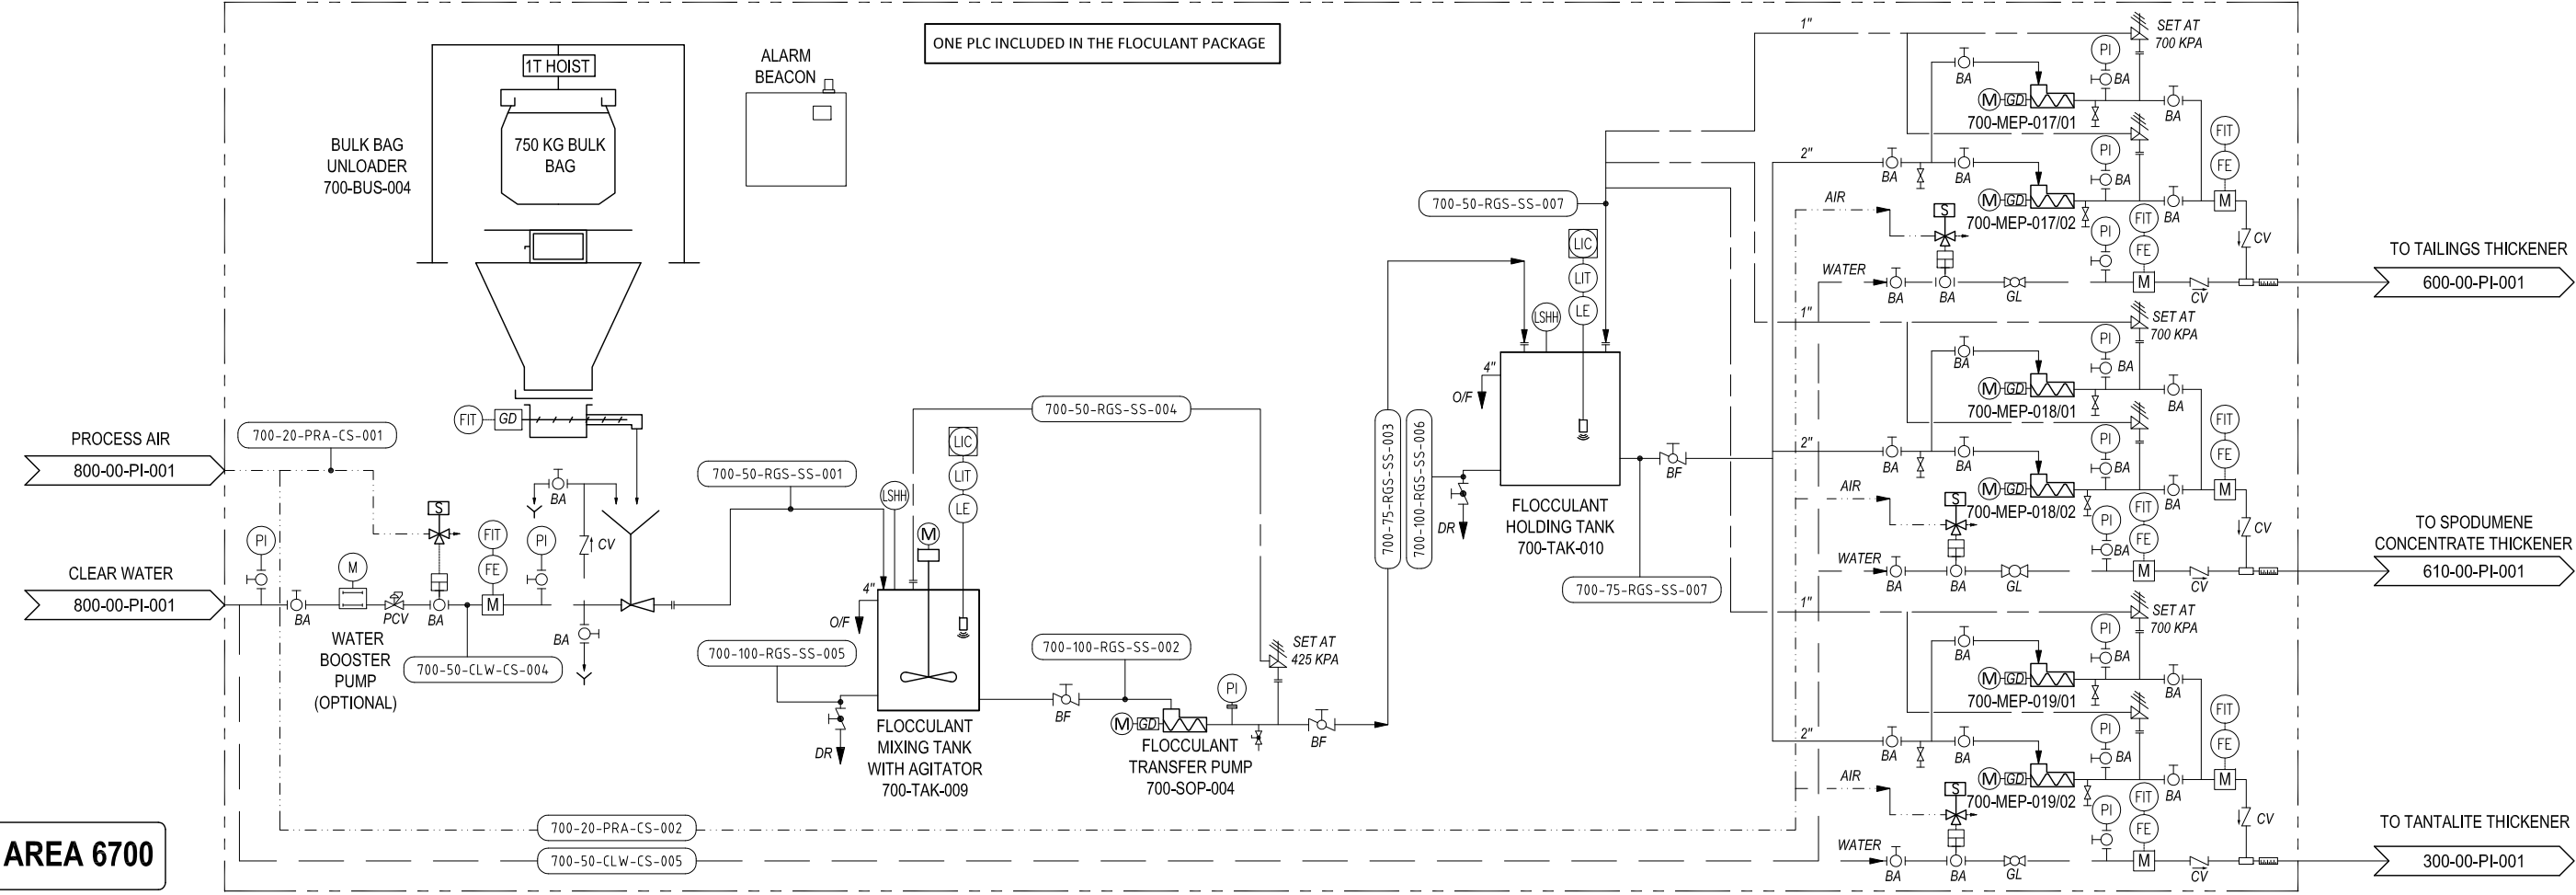 ONE PLC INCLUDED IN THE FLOCULANT PACKAGE
1T HOIST
750 KG BULK
BAG
BULK BAG
UNLOADER
700-BUS-004
ALARM
BEACON
FIT
GD
PROCESS AIR
800-00-PI-001
700-20-PRA-CS-001
CLEAR WATER
800-00-PI-001
PI
BA
M
PCV
S
BA
FIT
FE
M
PI
BA
CV
BA
WATER
BOOSTER
PUMP
(OPTIONAL)
700-50-CLW-CS-004
700-50-RGS-SS-001
700-100-RGS-SS-005
LSHH
M
LIC
LIT
LE
4"
O/F
DR
FLOCCULANT
MIXING TANK
WITH AGITATOR
700-TAK-009
700-50-RGS-SS-004
700-100-RGS-SS-002
BF
M
GD
PI
FLOCCULANT
TRANSFER PUMP
700-SOP-004
SET AT
425 KPA
BF
700-75-RGS-SS-003
700-100-RGS-SS-006
700-50-RGS-SS-007
LIC
LIT
LE
LSHH
4"
O/F
DR
FLOCCULANT
HOLDING TANK
700-TAK-010
BF
700-75-RGS-SS-007
700-20-PRA-CS-002
700-50-CLW-CS-005
AREA 6700
1"
SET AT
700 KPA
PI
BA
BA
M
GD
700-MEP-017/01
BA
2"
BA
BA
PI
BA
FIT
FE
M
M
GD
700-MEP-017/02
BA
AIR
S
PI
FIT
FE
CV
WATER
BA
BA
GL
M
CV
TO TAILINGS THICKENER
600-00-PI-001
1"
SET AT
700 KPA
PI
BA
BA
M
GD
700-MEP-018/01
BA
2"
BA
BA
PI
BA
FIT
FE
M
M
GD
700-MEP-018/02
BA
AIR
S
PI
BA
FIT
FE
CV
WATER
BA
BA
GL
M
CV
TO SPODUMENE
CONCENTRATE THICKENER
610-00-PI-001
1"
SET AT
700 KPA
PI
BA
BA
M
GD
700-MEP-019/01
BA
2"
BA
BA
PI
BA
FIT
FE
M
M
GD
700-MEP-019/02
BA
AIR
S
PI
FIT
FE
CV
WATER
BA
BA
GL
M
CV
TO TANTALITE THICKENER
300-00-PI-001